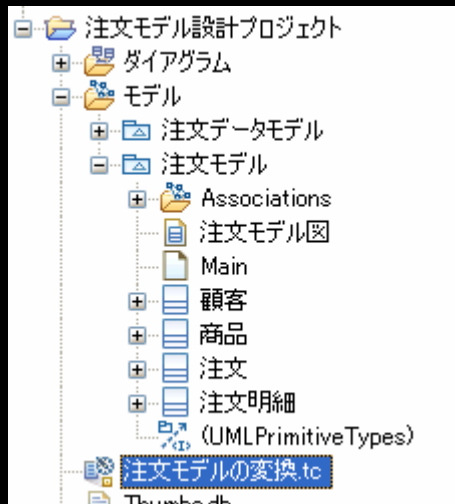 注文モデル設計プロジェクト
ダイアグラム
モデル
注文データモデル
注文モデル
Associations
注文モデル図
Main
顧客
商品
注文
注文明細
(UMLPrimitiveTypes)
注文モデルの変換.tc
Thumbs.db